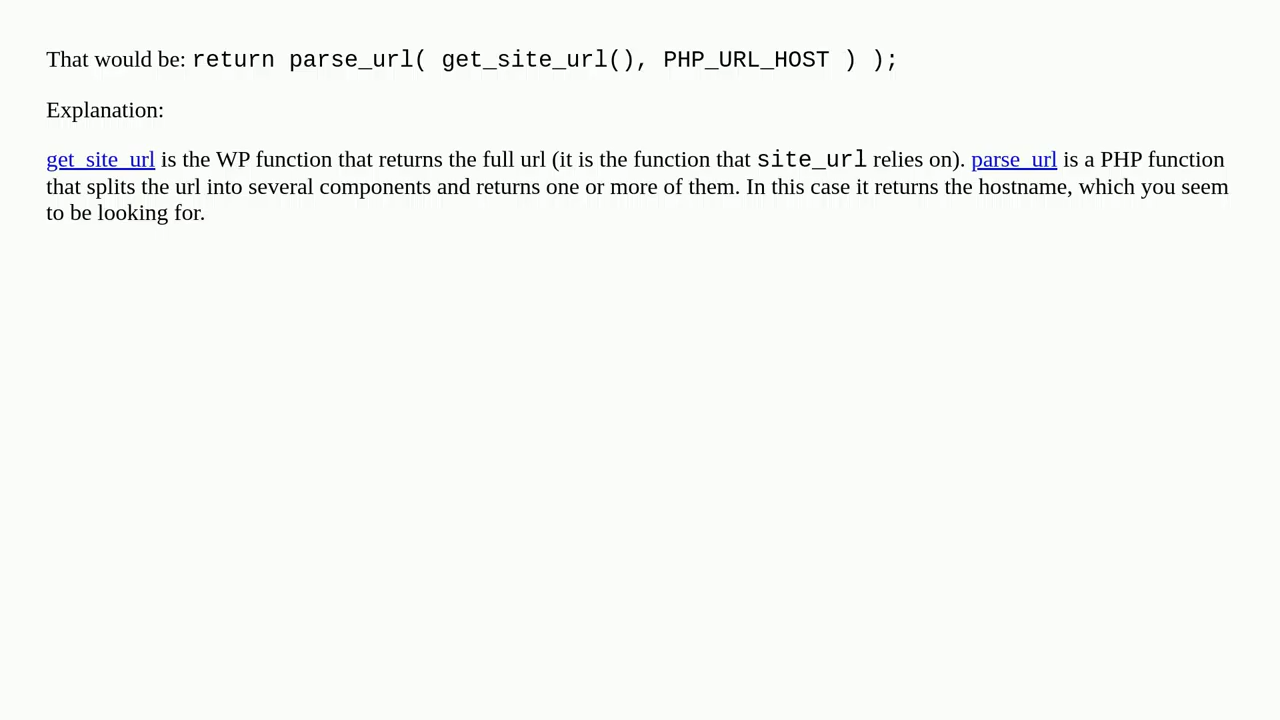 That would be: return parse_url( get_site_url(), PHP_URL_HOST ) );
Explanation:
get_site_url is the WP function that returns the full url (it is the function that site_url relies on). parse_url is a PHP function
that splits the url into several components and returns one or more of them. In this case it returns the hostname, which you seem
to be looking for.